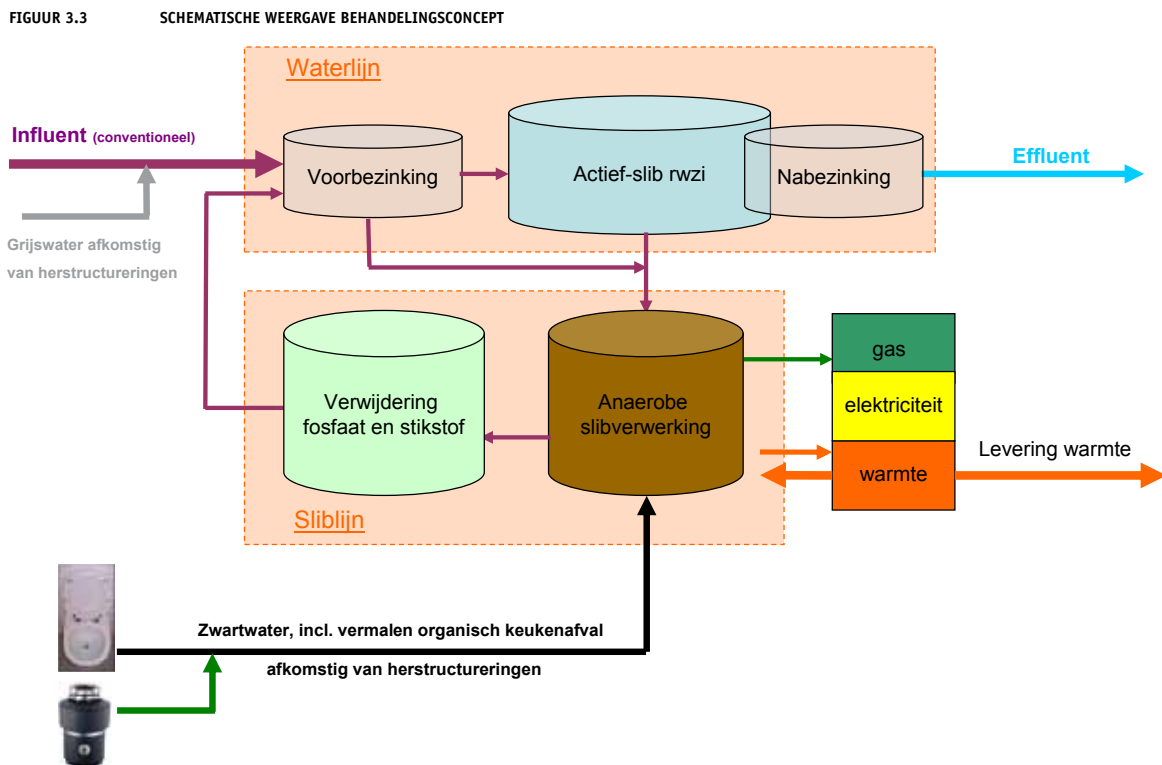 FIGUUR 3.3 SCHEMATISCHE WEERGAVE BEHANDELINGSCONCEPT
Waterlijn
Influent (conventioneel)
Voorbezinking
Actief-slib rwzi
Nabezinking
Effluent
Grijswater afkomstig
van herstructureringen
Verwijdering
fosfaat en stikstof
Anaerobe
slibverwerking
gas
elektriciteit
warmte
Levering warmte
Sliblijn
Zwartwater, incl. vermalen organisch keukenafval
afkomstig van herstructureringen